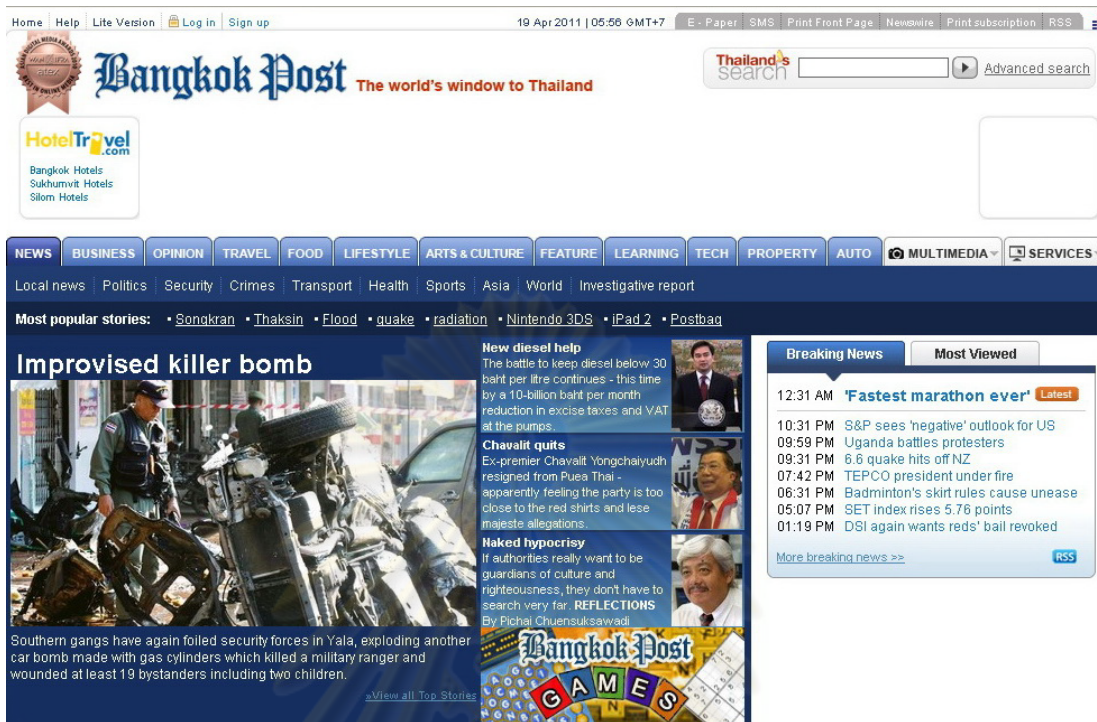 Home Help Lite Version Log in Sign up
19 Apr 2011 | 05:56 GMT+7
E - Paper SMS Print Front Page Newswire Print subscription RSS
Bangkok Post The world's window to Thailand
Thailand's
search
Advanced search
HotelTravel
.com
Bangkok Hotels
Sukhumvit Hotels
Silom Hotels
NEWS BUSINESS OPINION TRAVEL FOOD LIFESTYLE ARTS & CULTURE FEATURE LEARNING TECH PROPERTY AUTO MULTIMEDIA SERVICES
Local news Politics Security Crimes Transport Health Sports Asia World Investigative report
Most popular stories: • Songkran • Thaksin • Flood • quake • radiation • Nintendo 3DS • iPad 2 • Postbag
Improvised killer bomb
Southern gangs have again foiled security forces in Yala, exploding another
car bomb made with gas cylinders which killed a military ranger and
wounded at least 19 bystanders including two children.
»View all Top Stories
New diesel help
The battle to keep diesel below 30
baht per litre continues - this time
by a 10-billion baht per month
reduction in excise taxes and VAT
at the pumps.
Chavalit quits
Ex-premier Chavalit Yongchaiyudh
resigned from Puea Thai -
apparently feeling the party is too
close to the red shirts and lese
majeste allegations.
Naked hypocrisy
If authorities really want to be
guardians of culture and
righteousness, they don't have to
search very far. REFLECTIONS
By Pichai Chuensuksawadi
Bangkok Post
GAMES
Breaking News Most Viewed
12:31 AM 'Fastest marathon ever' Latest
10:31 PM S&P sees 'negative' outlook for US
09:59 PM Uganda battles protesters
09:31 PM 6.6 quake hits off NZ
07:42 PM TEPCO president under fire
06:31 PM Badminton's skirt rules cause unease
05:07 PM SET index rises 5.76 points
01:19 PM DSI again wants reds' bail revoked
More breaking news >> RSS